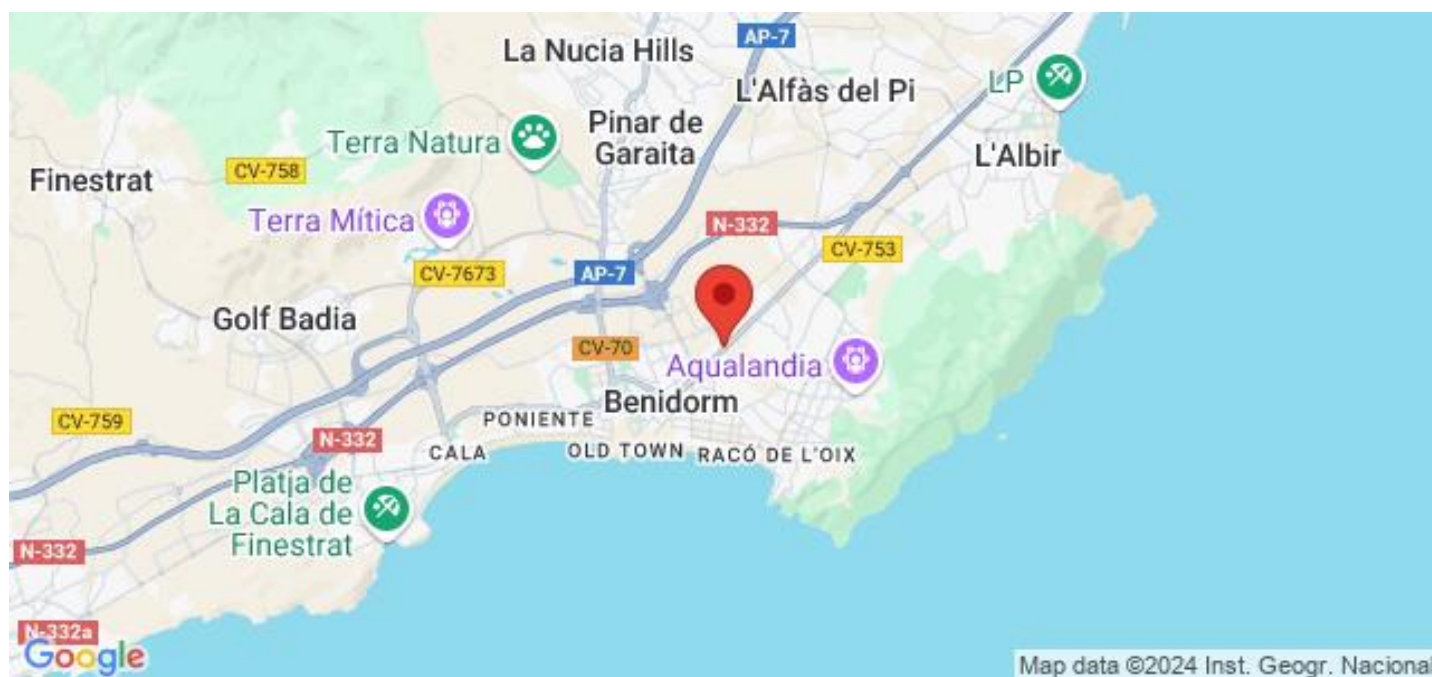 La Nucia Hills
AP-7
L'Alfàs del Pi
LP
Terra Natura
Pinar de
Garaita
L'Albir
Finestrat
CV-758
Terra Mítica
N-332
CV-753
CV-7673
AP-7
Golf Badia
CV-70
Aqualandia
Benidorm
CV-759
PONIENTE
N-332
CALA
OLD TOWN
RACÓ DE L'OIX
Platja de
La Cala de
Finestrat
N-332
N-332a
Google
Map data ©2024 Inst. Geogr. Nacional